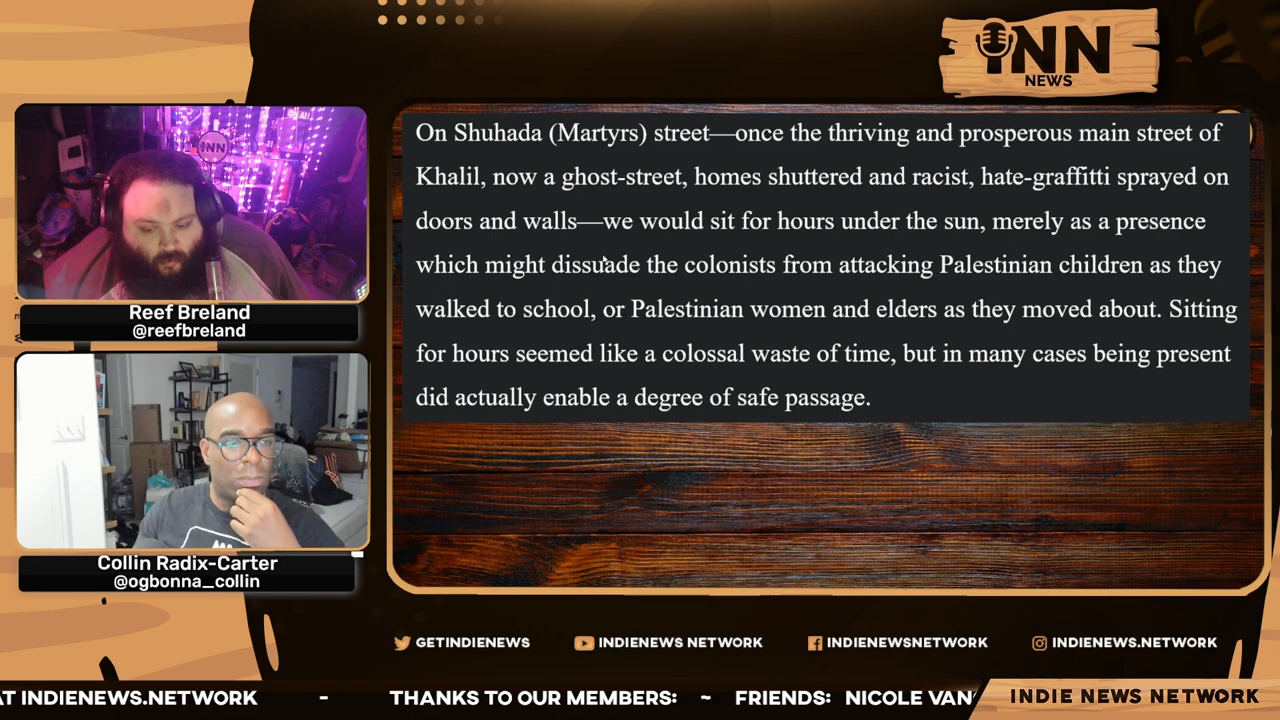 INN
NEWS
INN
On Shuhada (Martyrs) street—once the thriving and prosperous main street of
Khalil, now a ghost-street, homes shuttered and racist, hate-graffitti sprayed on
doors and walls—we would sit for hours under the sun, merely as a presence
which might dissuade the colonists from attacking Palestinian children as they
walked to school, or Palestinian women and elders as they moved about. Sitting
for hours seemed like a colossal waste of time, but in many cases being present
did actually enable a degree of safe passage.
Reef Breland
@reefbreland
Collin Radix-Carter
@ogbonna_collin
GETINDIENEWS
INDIENEWS NETWORK
INDIENEWSNETWORK
INDIENEWS.NETWORK
AT INDIENEWS.NETWORK - THANKS TO OUR MEMBERS: ~ FRIENDS: NICOLE VAN
INDIE NEWS NETWORK